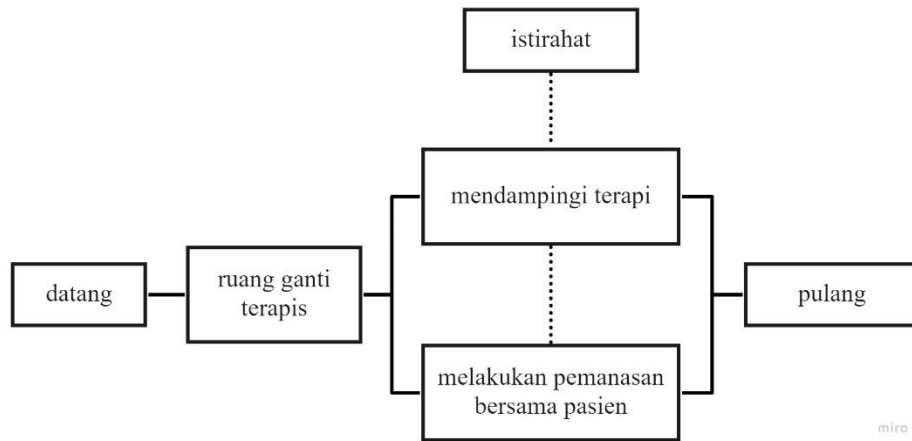 istirahat
mendampingi terapi
datang
ruang ganti
terapis
pulang
melakukan pemanasan
bersama pasien
miro